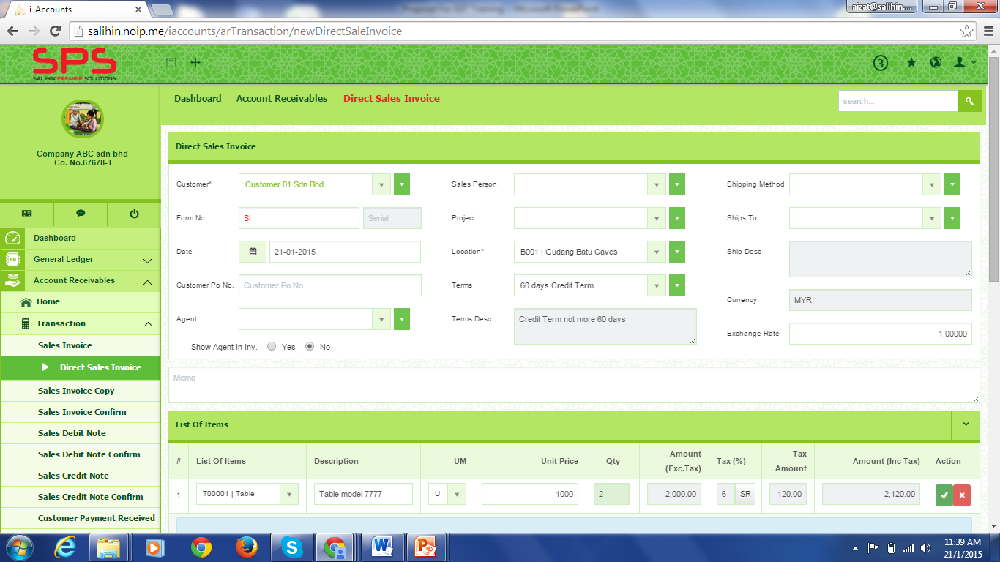 i-Accounts
Proposal For GST Training - Microsoft PowerPoint
aizat@salihin....
salihin.noip.me/iaccounts/arTransaction/newDirectSaleInvoice
SPS
SALIHIN PREMIER SOLUTIONS
3
Dashboard - Account Receivables - Direct Sales Invoice
search...
Company ABC sdn bhd
Co. No.67678-T
Dashboard
General Ledger
Account Receivables
Home
Transaction
Sales Invoice
Direct Sales Invoice
Sales Invoice Copy
Sales Invoice Confirm
Sales Debit Note
Sales Debit Note Confirm
Sales Credit Note
Sales Credit Note Confirm
Customer Payment Received
Direct Sales Invoice
Customer* Customer 01 Sdn Bhd Sales Person Shipping Method
Form No. SI Serial Project Ships To
Date 21-01-2015 Location* B001 | Gudang Batu Caves Ship Desc
Customer Po No. Customer Po No. Terms 60 days Credit Term
Currency MYR
Agent Terms Desc Credit Term not more 60 days
Exchange Rate 1.00000
Show Agent In Inv. Yes No
Memo
List Of Items
# List Of Items Description UM Unit Price Qty Amount (Exc.Tax) Tax (%) Tax Amount Amount (Inc Tax) Action
1 T00001 | Table Table model 7777 U 1000 2 2,000.00 6 SR 120.00 2,120.00
11:39 AM
21/1/2015